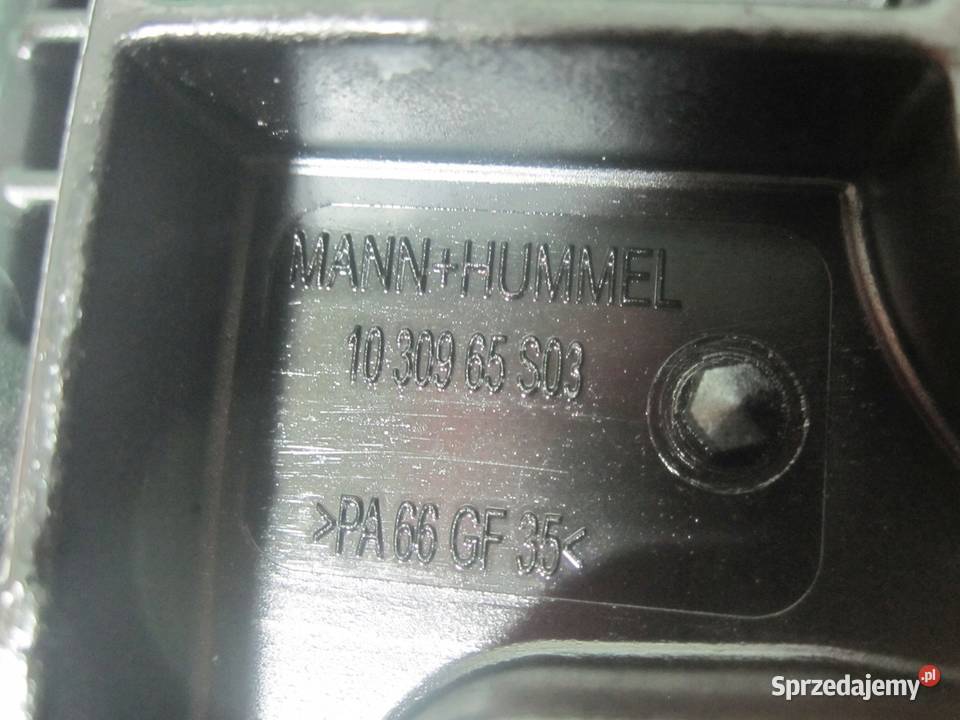 MANN+HUMMEL
10 309 65 S03
>PA 66 GF 35<
Sprzedajemy.pl